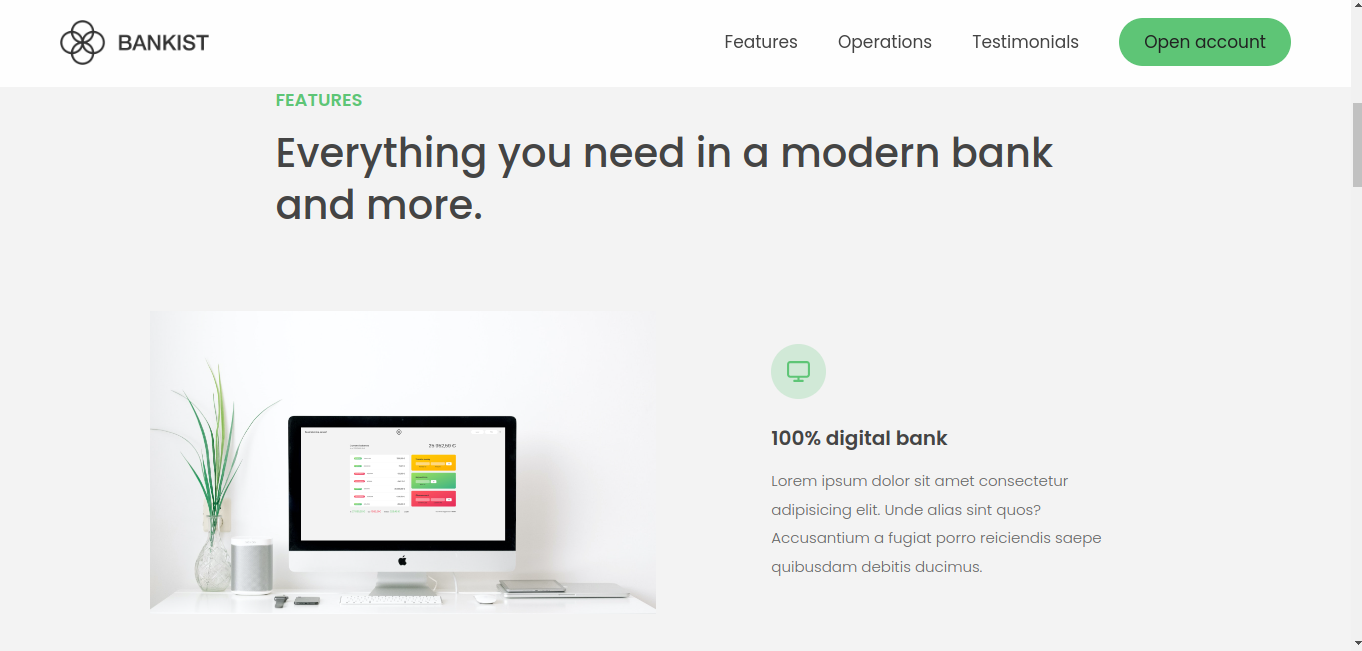 BANKIST
Features
Operations
Testimonials
Open account
FEATURES
Everything you need in a modern bank
and more.
100% digital bank
Lorem ipsum dolor sit amet consectetur
adipisicing elit. Unde alias sint quos?
Accusantium a fugiat porro reiciendis saepe
quibusdam debitis ducimus.